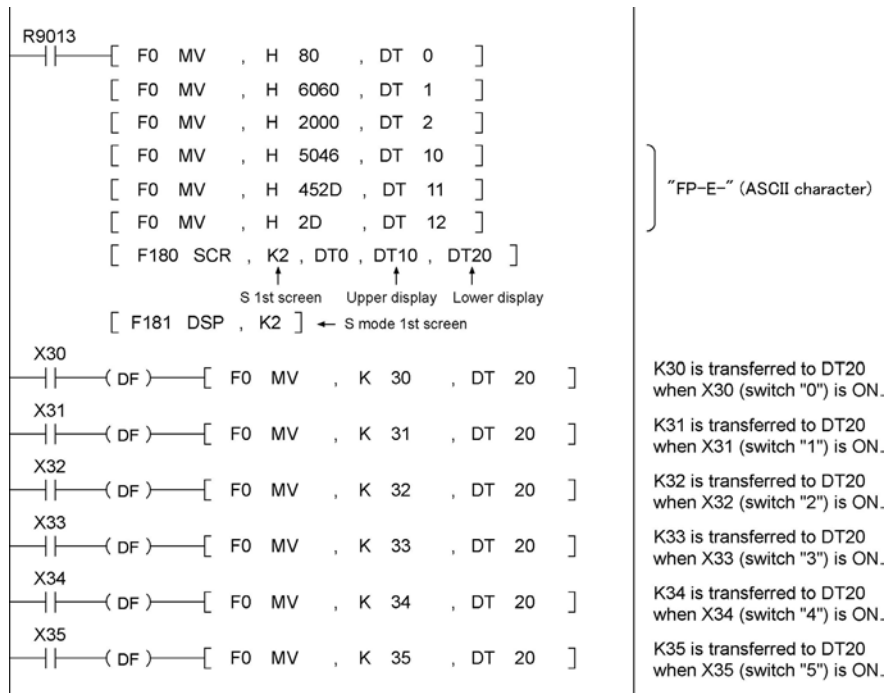 R9013
[ F0 MV , H 80 , DT 0 ]
[ F0 MV , H 6060 , DT 1 ]
[ F0 MV , H 2000 , DT 2 ]
[ F0 MV , H 5046 , DT 10 ]
[ F0 MV , H 452D , DT 11 ]
"FP-E-" (ASCII character)
[ F0 MV , H 2D , DT 12 ]
[ F180 SCR , K2 , DT0 , DT10 , DT20 ]
S 1st screen Upper display Lower display
[ F181 DSP , K2 ] ← S mode 1st screen
X30
( DF ) [ F0 MV , K 30 , DT 20 ]
K30 is transferred to DT20
when X30 (switch "0") is ON.
X31
( DF ) [ F0 MV , K 31 , DT 20 ]
K31 is transferred to DT20
when X31 (switch "1") is ON.
X32
( DF ) [ F0 MV , K 32 , DT 20 ]
K32 is transferred to DT20
when X32 (switch "2") is ON.
X33
( DF ) [ F0 MV , K 33 , DT 20 ]
K33 is transferred to DT20
when X33 (switch "3") is ON.
X34
( DF ) [ F0 MV , K 34 , DT 20 ]
K34 is transferred to DT20
when X34 (switch "4") is ON.
X35
( DF ) [ F0 MV , K 35 , DT 20 ]
K35 is transferred to DT20
when X35 (switch "5") is ON.